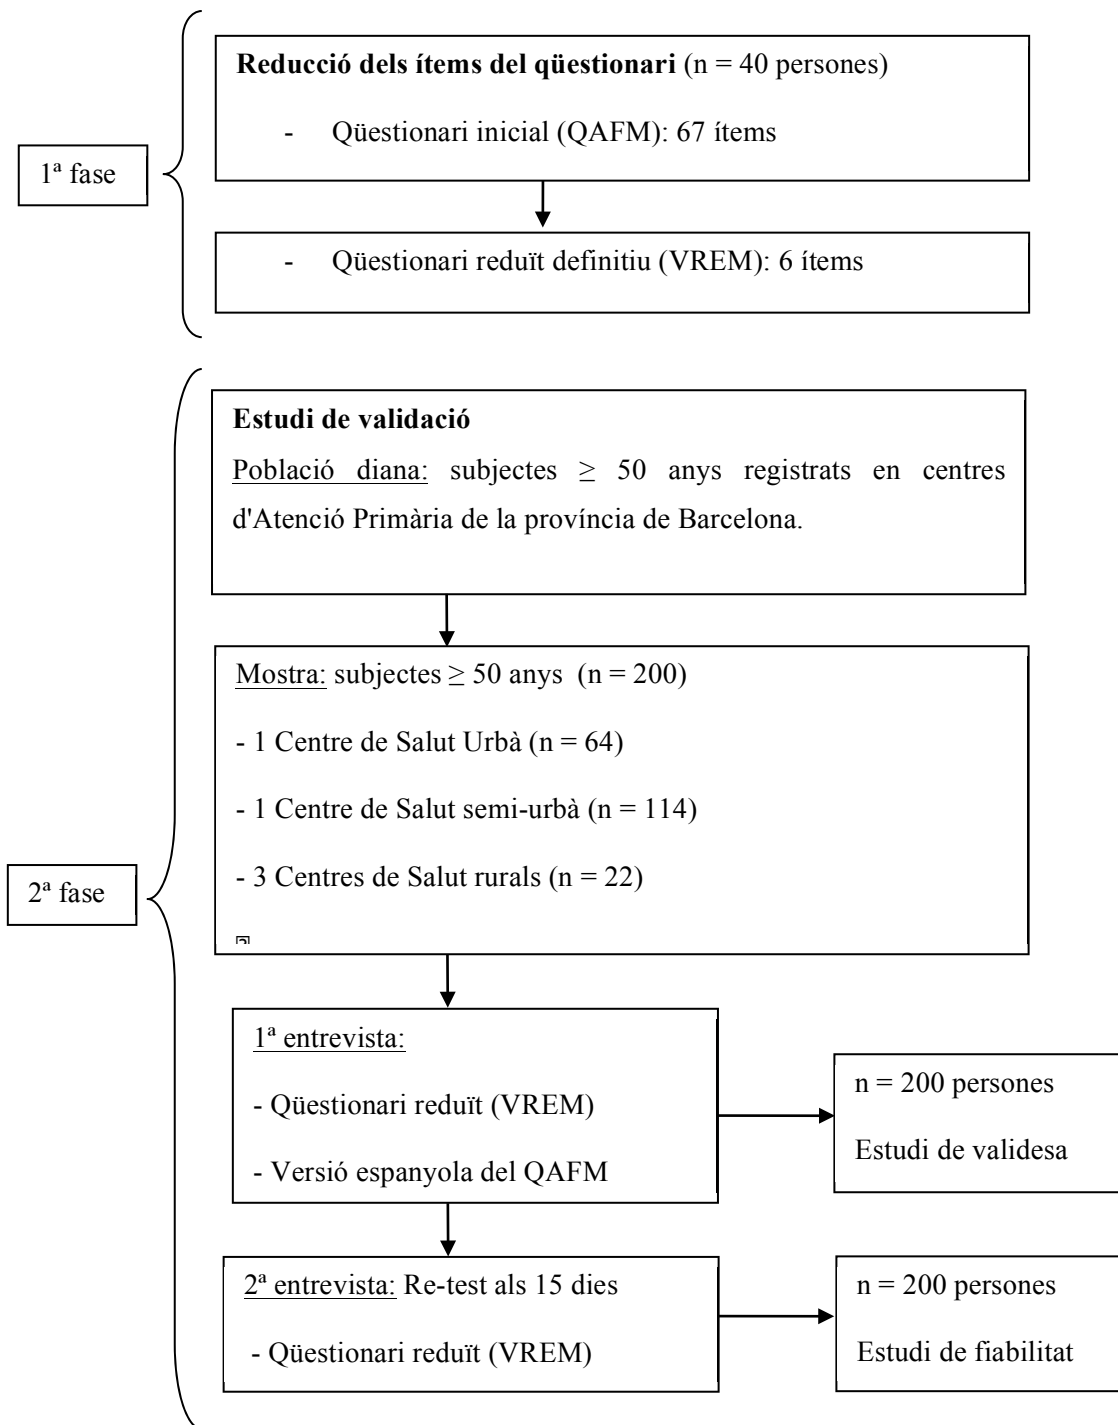 Reducció dels ítems del qüestionari (n = 40 persones)
- Qüestionari inicial (QAFM): 67 ítems
1ª fase
- Qüestionari reduït definitiu (VREM): 6 ítems
Estudi de validació
Població diana: subjectes ≥ 50 anys registrats en centres
d'Atenció Primària de la província de Barcelona.
Mostra: subjectes ≥ 50 anys (n = 200)
- 1 Centre de Salut Urbà (n = 64)
- 1 Centre de Salut semi-urbà (n = 114)
- 3 Centres de Salut rurals (n = 22)
2ª fase
1ª entrevista:
- Qüestionari reduït (VREM)
- Versió espanyola del QAFM
n = 200 persones
Estudi de validesa
2ª entrevista: Re-test als 15 dies
- Qüestionari reduït (VREM)
n = 200 persones
Estudi de fiabilitat